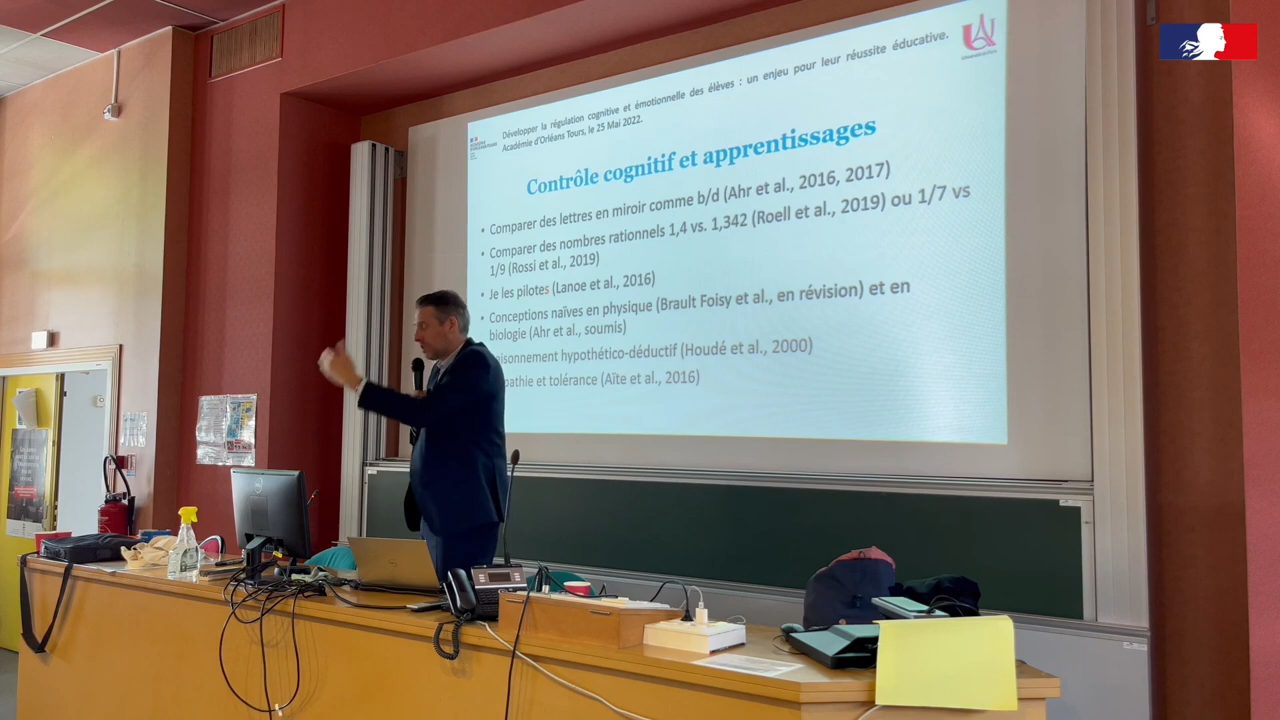 Développer la régulation cognitive et émotionnelle des élèves : un enjeu pour leur réussite éducative.
Académie d'Orléans Tours, le 25 Mai 2022.
Contrôle cognitif et apprentissages
• Comparer des lettres en miroir comme b/d (Ahr et al., 2016, 2017)
• Comparer des nombres rationnels 1,4 vs. 1,342 (Roell et al., 2019) ou 1/7 vs
1/9 (Rossi et al., 2019)
• Je les pilotes (Lanoe et al., 2016)
• Conceptions naïves en physique (Brault Foisy et al., en révision) et en
biologie (Ahr et al., soumis)
aisonnement hypothético-déductif (Houdé et al., 2000)
pathie et tolérance (Aïte et al., 2016)